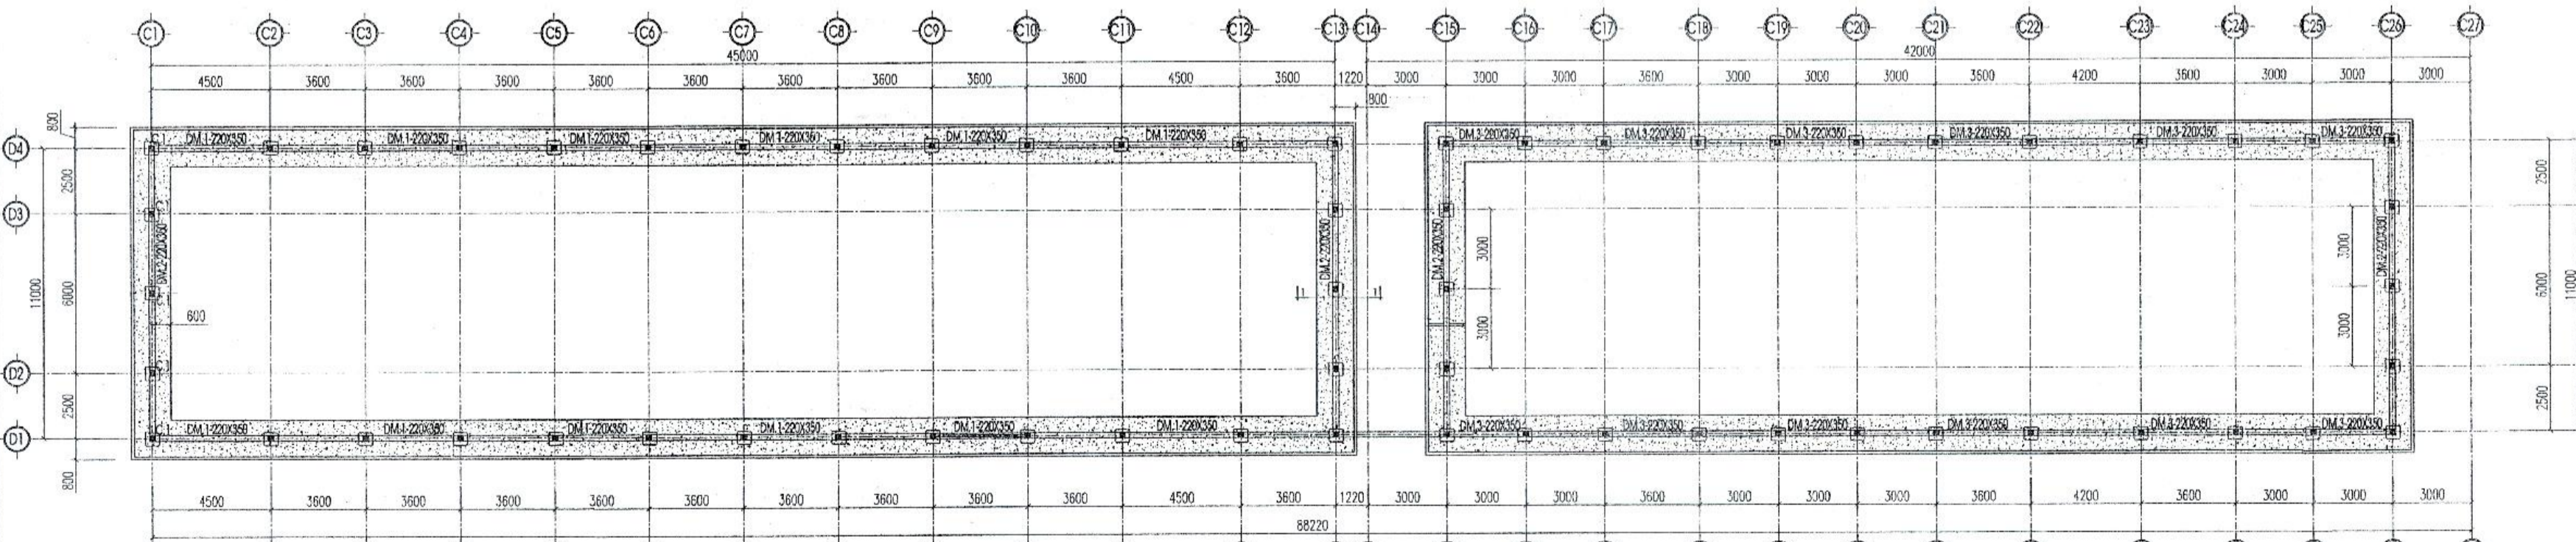 C1 C2 C3 C4 C5 C6 C7 C8 C9 C10 C11 C12 C13 C14 C15 C16 C17 C18 C19 C20 C21 C22 C23 C24 C25 C26 C27
45000 42000
4500 3600 3600 3600 3600 3600 3600 3600 3600 3600 4500 3600 1220 3000 3000 3000 3600 3000 3000 3000 3600 4200 3600 3000 3000 3000
800 800
DM.1-220X350 DM.1-220X350 DM.1-220X350 DM.1-220X350 DM.1-220X350 DM.1-220X350 DM.3-220X350 DM.3-220X350 DM.3-220X350 DM.3-220X350 DM.3-220X350 DM.3-220X350
D4
2500 2500
D3
DM.2-220X350 DM.2-220X350 DM.2-220X350 3000 3000 DM.2-220X350
11000 6000 1 1 6000 11000
600 3000 3000
D2
2500 2500
DM.1-220X350 DM.1-220X350 DM.1-220X350 DM.1-220X350 DM.1-220X350 DM.1-220X350 DM.3-220X350 DM.3-220X350 DM.3-220X350 DM.3-220X350 DM.3-220X350 DM.3-220X350
D1
800
4500 3600 3600 3600 3600 3600 3600 3600 3600 3600 4500 3600 1220 3000 3000 3000 3600 3000 3000 3000 3600 4200 3600 3000 3000 3000
88220